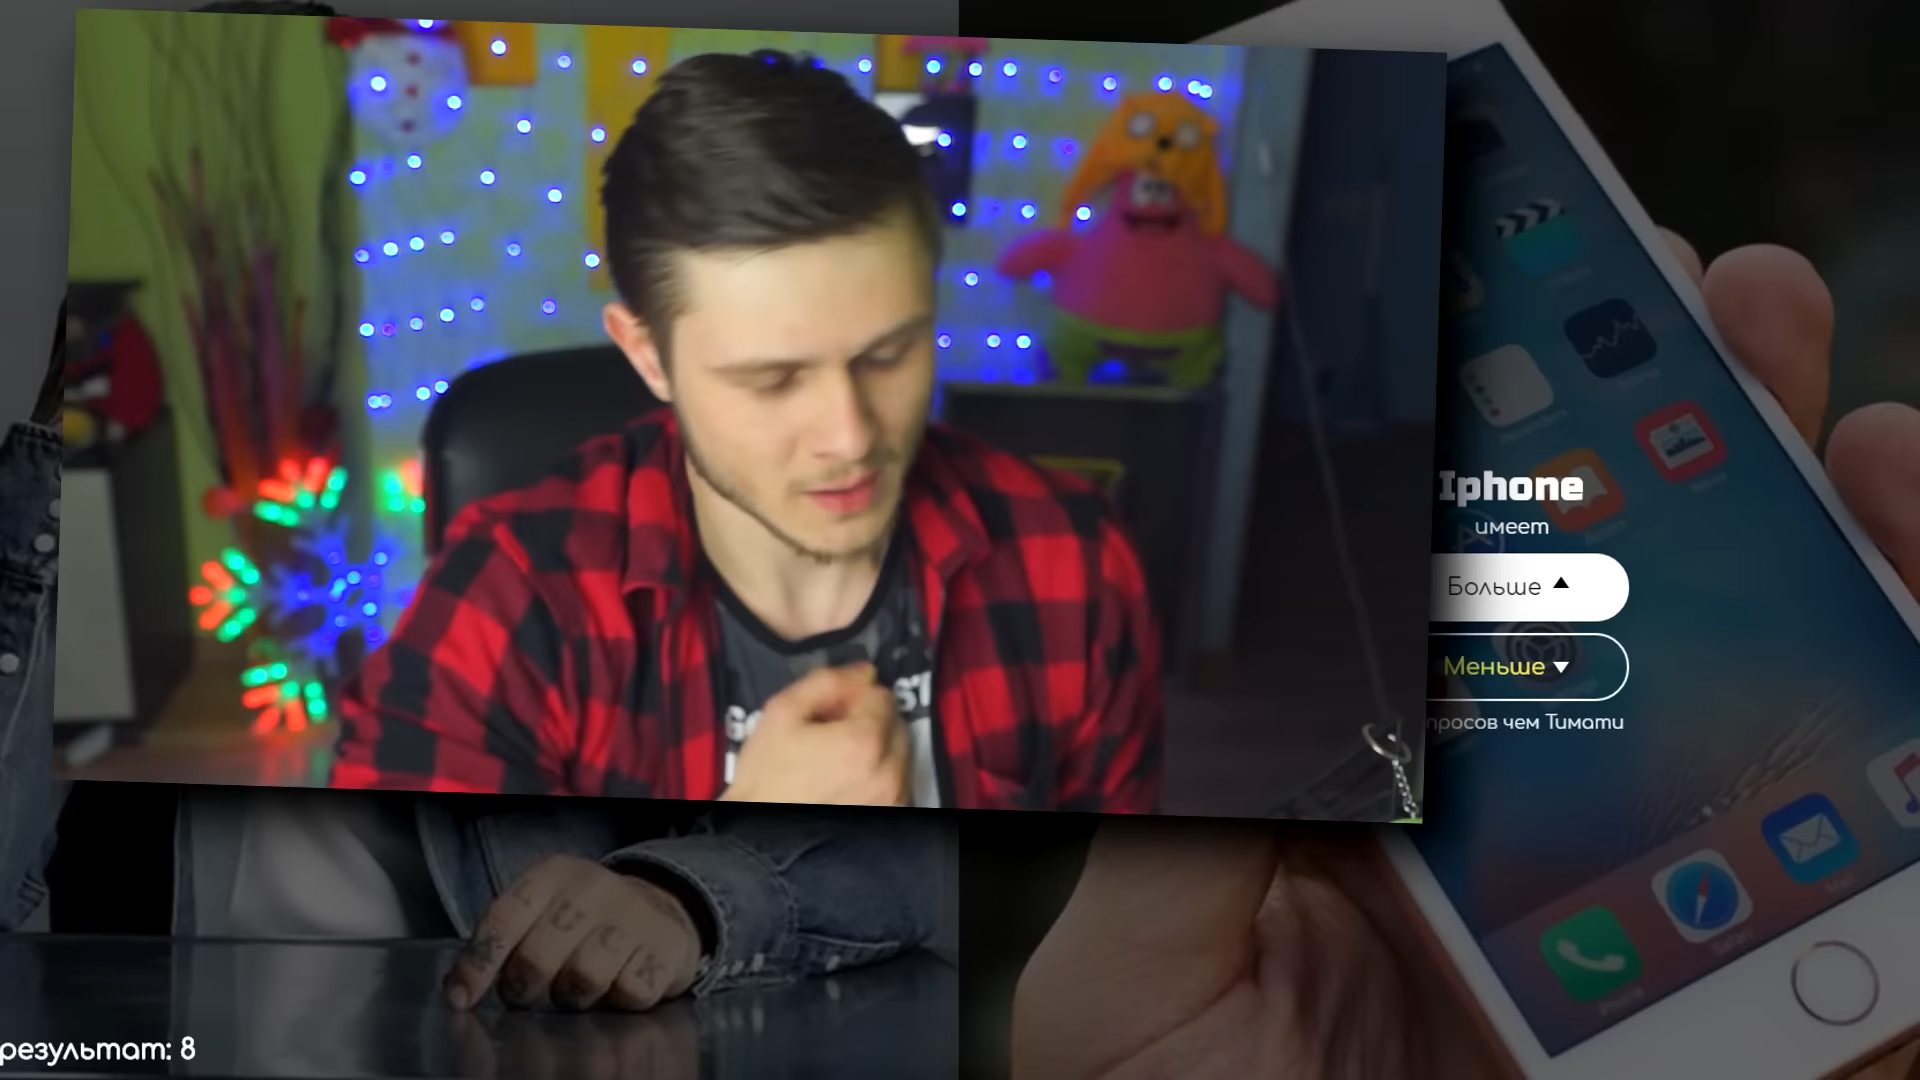 Iphone
имеет
Больше ▲
Меньше ▼
просов чем Тимати
результат: 8